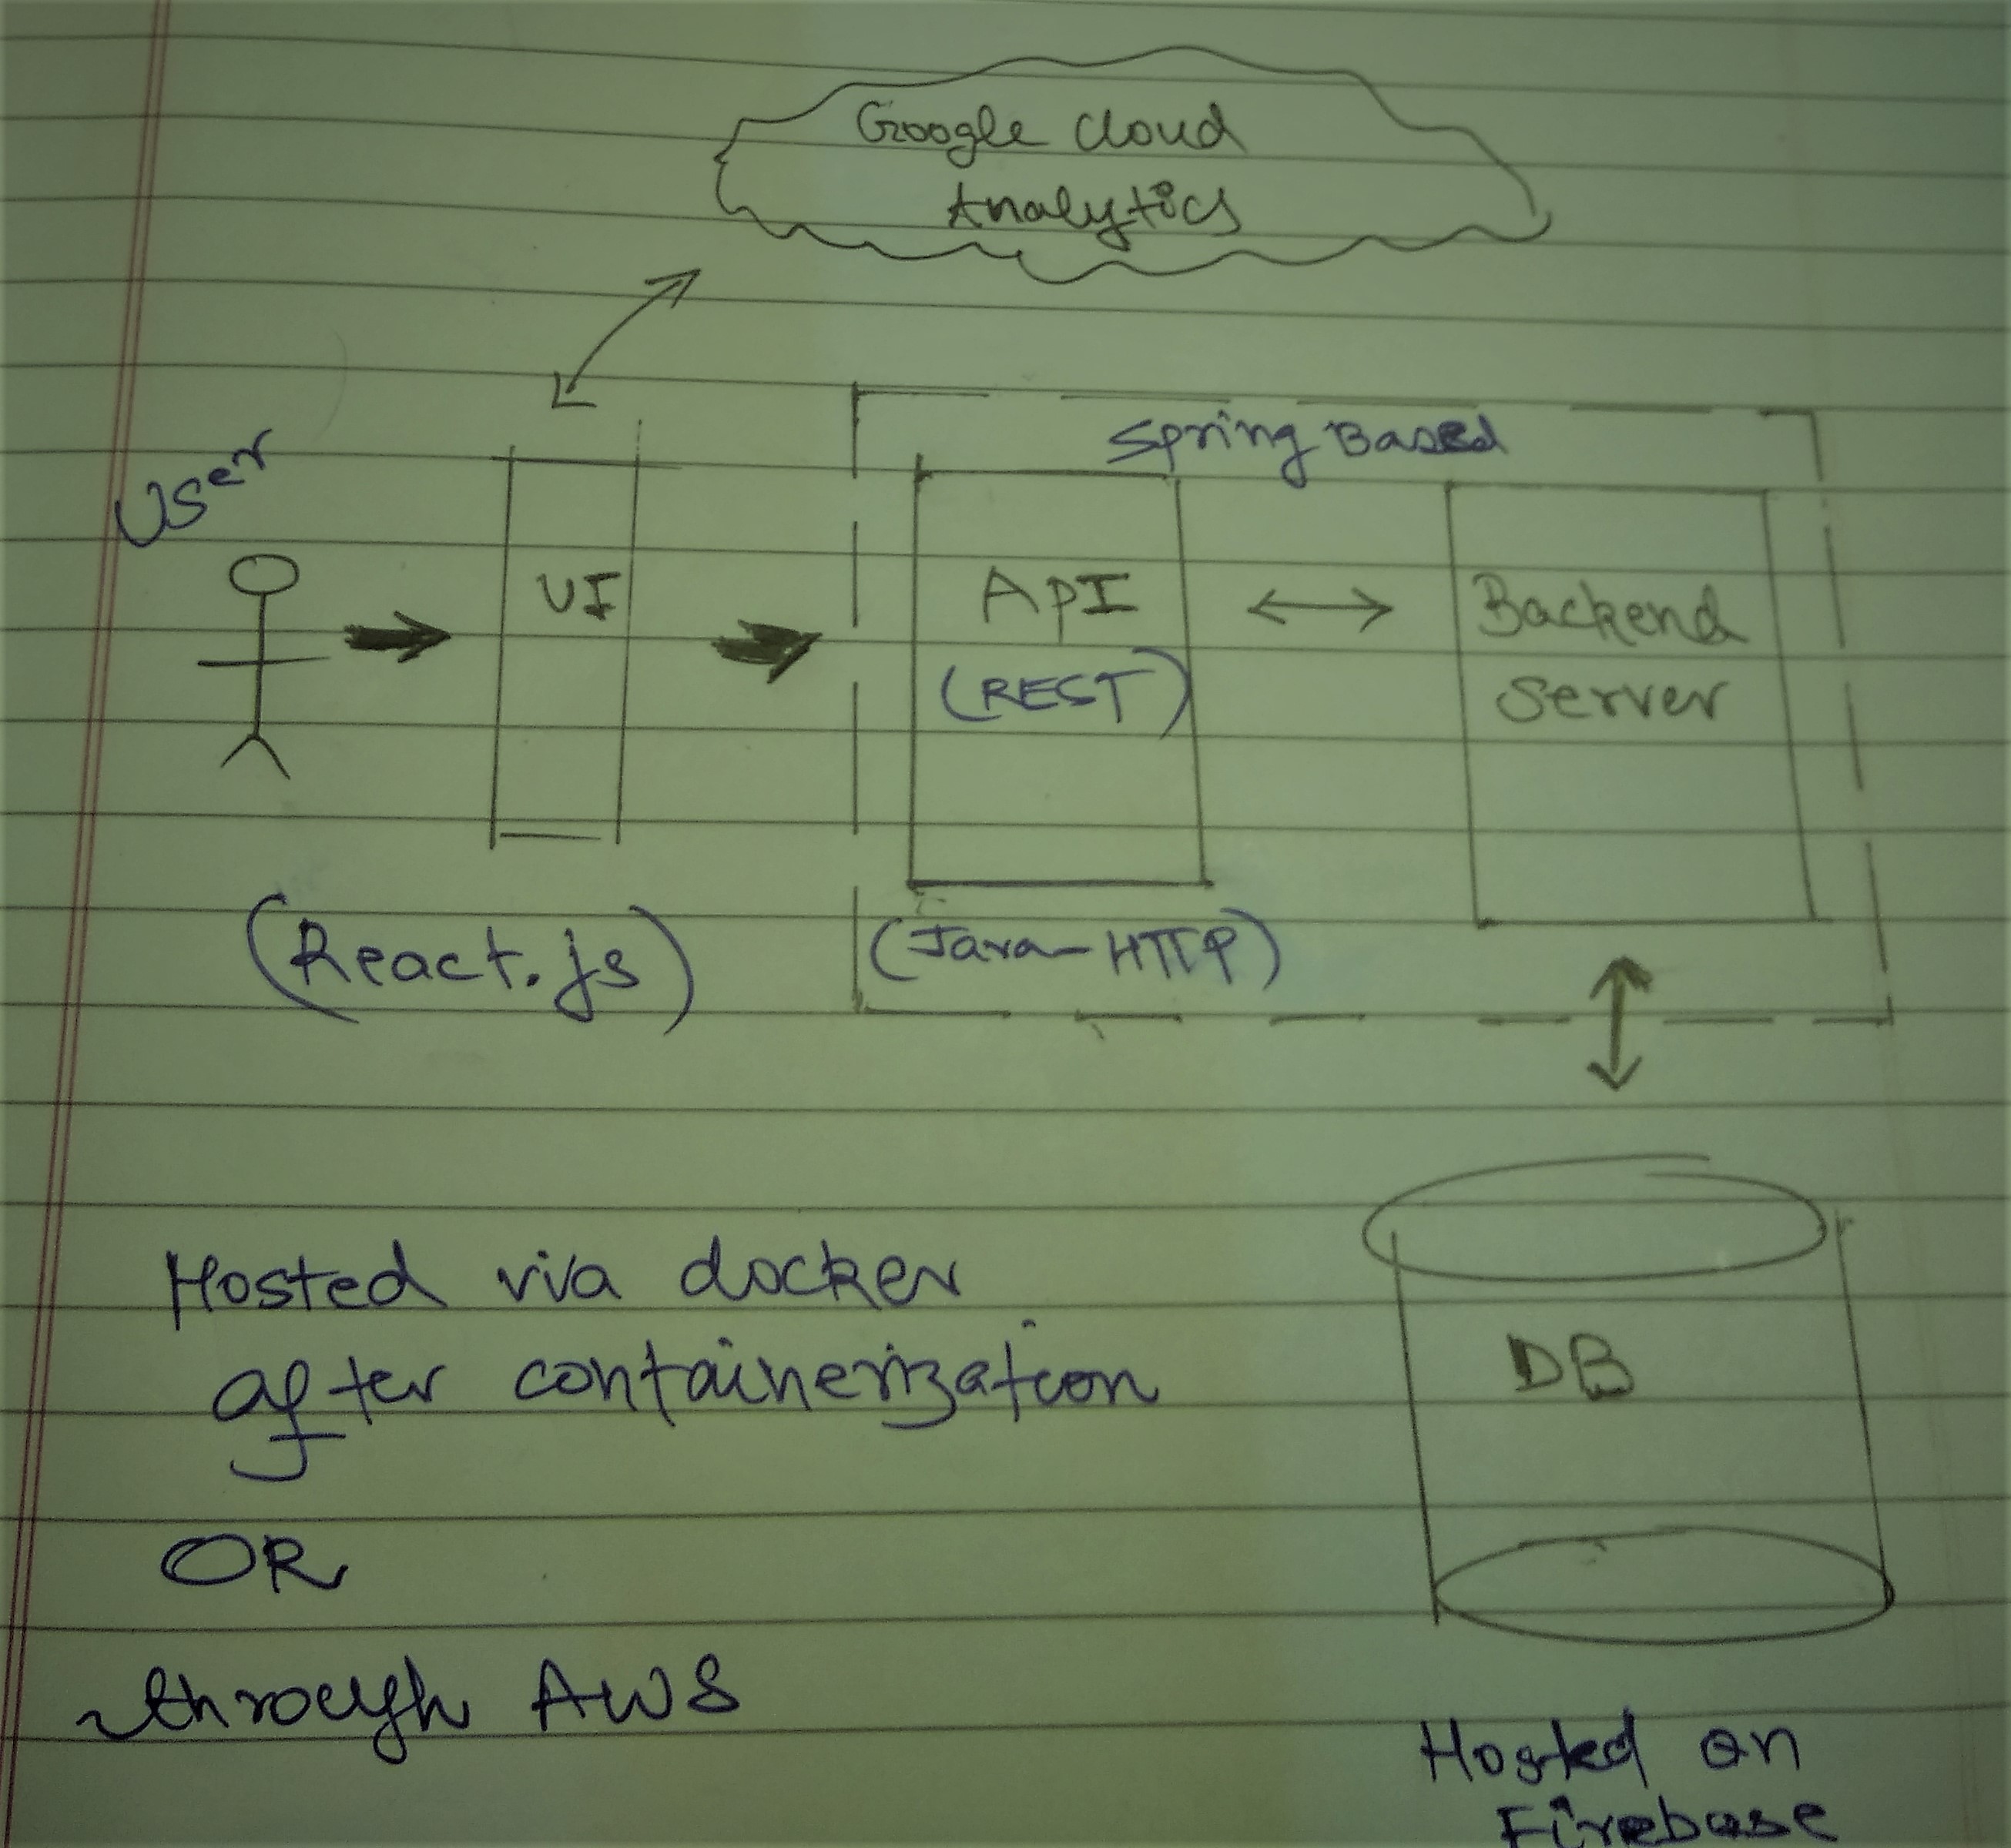 Google Cloud
Analytics
User
Spring Based
UI
API
(REST)
Backend
Server
(React.js)
(Java-HTTP)
Hosted via docker
after containerization
OR
through AWS
DB
Hosted on
Firebase